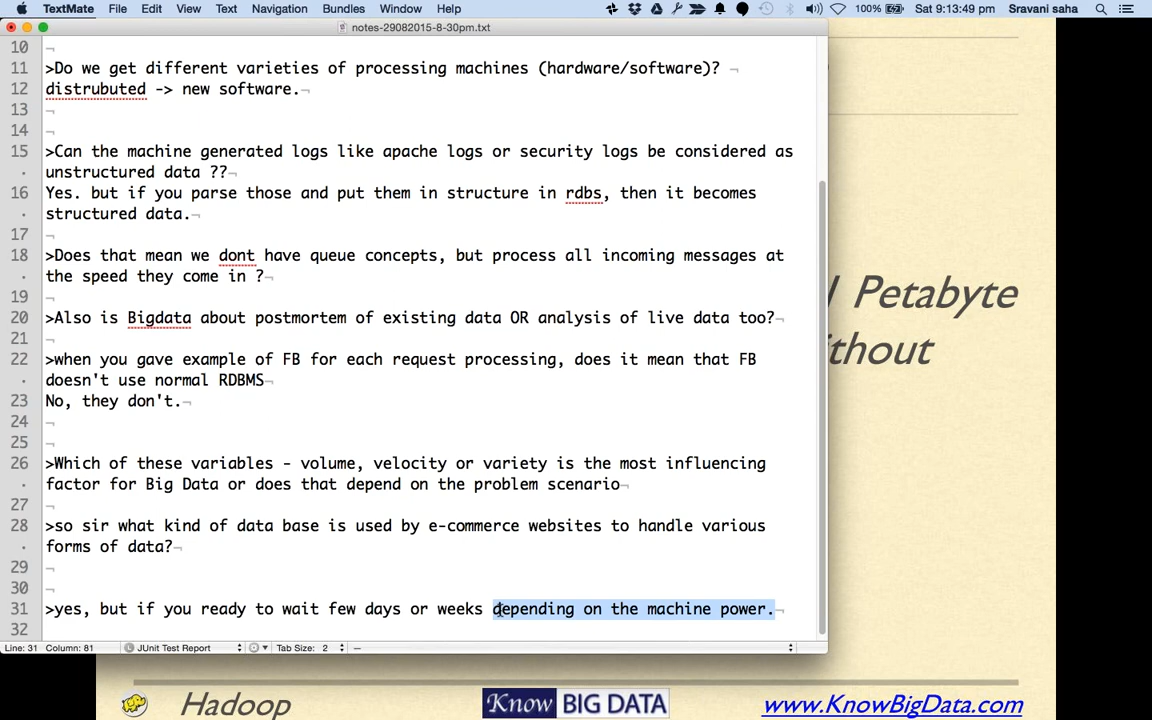 TextMate File Edit View Text Navigation Bundles Window Help 100% Sat 9:13:49 pm Sravani saha
notes-29082015-8-30pm.txt
10
11 >Do we get different varieties of processing machines (hardware/software)?
12 distrubuted -> new software.
13
14
15 >Can the machine generated logs like apache logs or security logs be considered as
unstructured data ??
16 Yes. but if you parse those and put them in structure in rdbs, then it becomes
structured data.
17
18 >Does that mean we dont have queue concepts, but process all incoming messages at
the speed they come in ?
19
20 >Also is Bigdata about postmortem of existing data OR analysis of live data too?
21
22 >when you gave example of FB for each request processing, does it mean that FB
doesn't use normal RDBMS
23 No, they don't.
24
25
26 >Which of these variables - volume, velocity or variety is the most influencing
factor for Big Data or does that depend on the problem scenario
27
28 >so sir what kind of data base is used by e-commerce websites to handle various
forms of data?
29
30
31 >yes, but if you ready to wait few days or weeks depending on the machine power.
32
Line: 31 Column: 81 JUnit Test Report Tab Size: 2
Petabyte
ithout
Hadoop
Know BIG DATA
www.KnowBigData.com